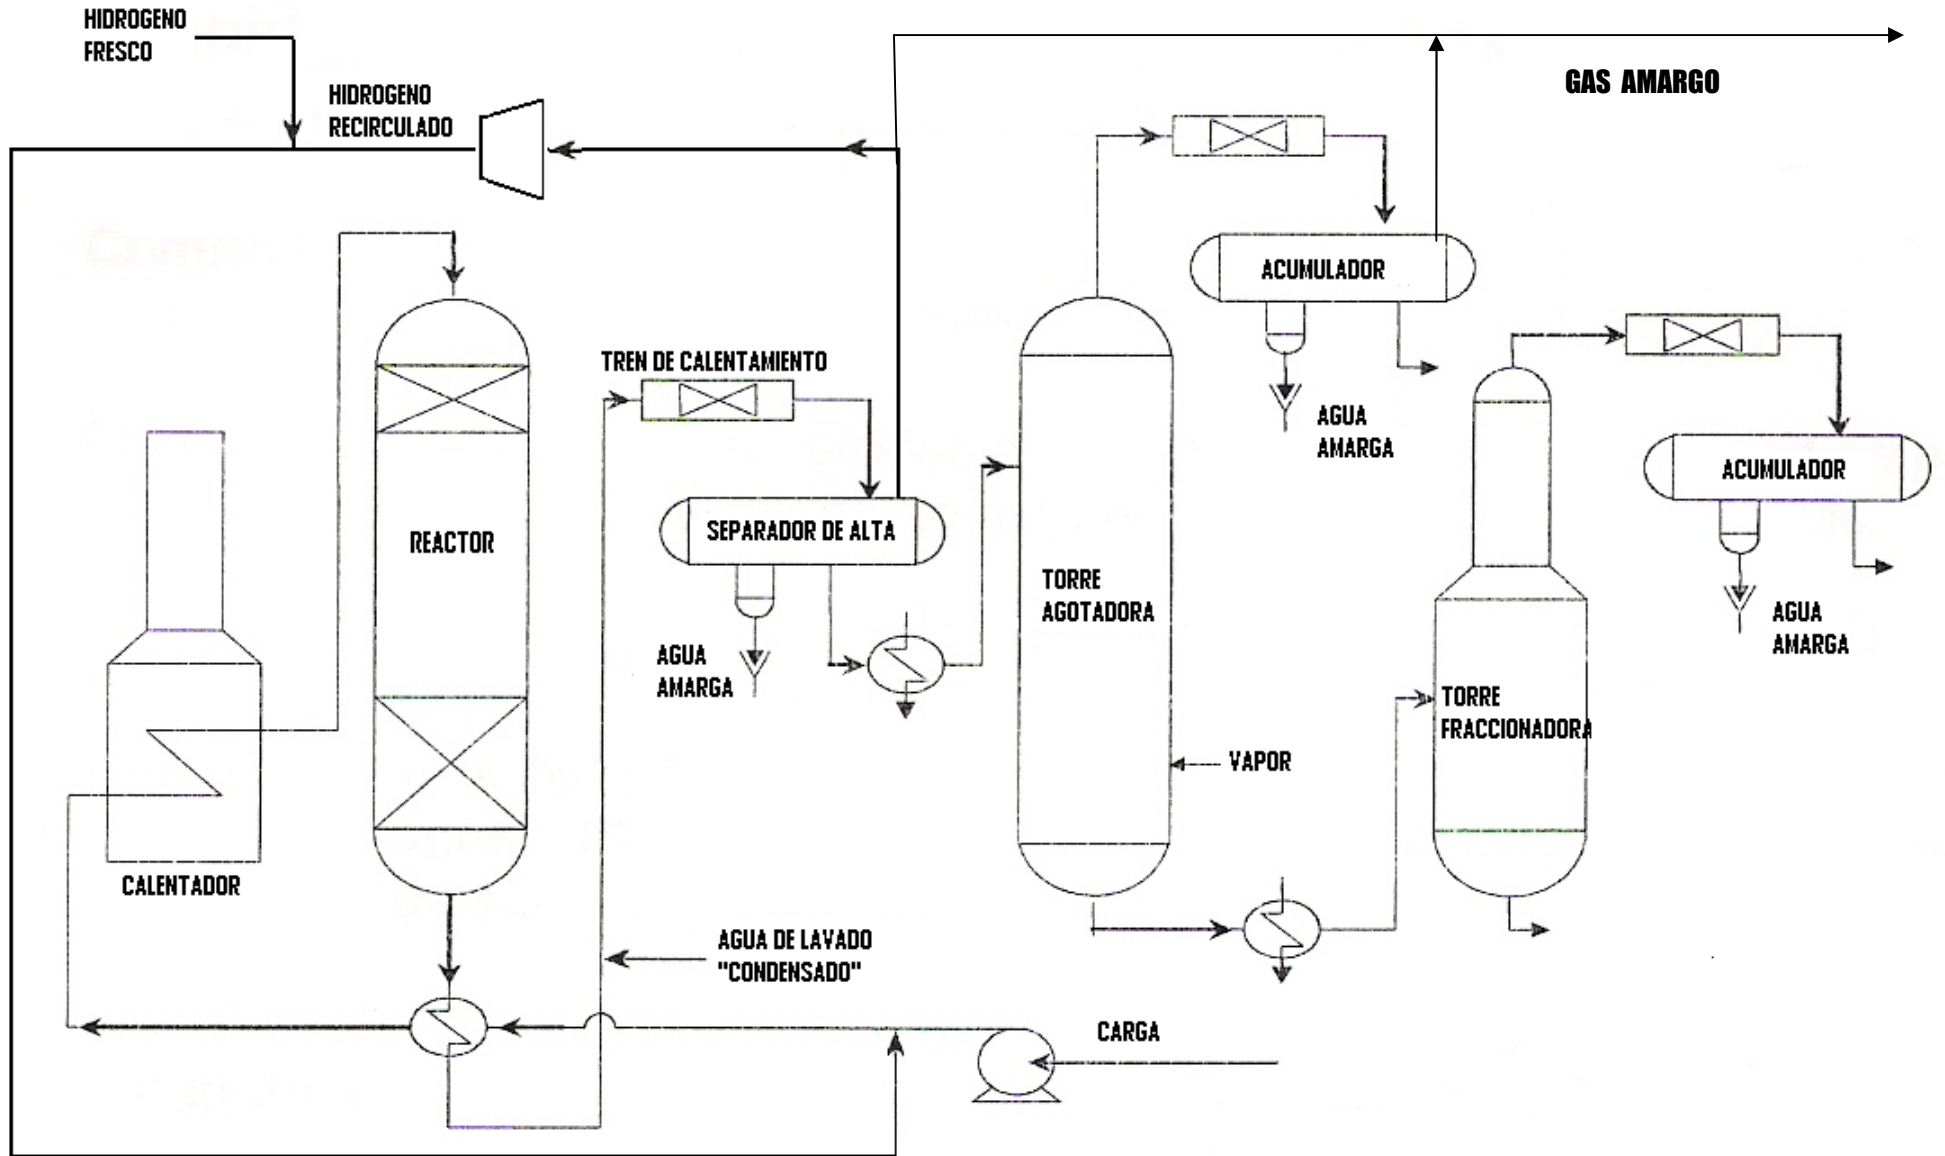 HIDROGENO
FRESCO
HIDROGENO
RECIRCULADO
GAS AMARGO
ACUMULADOR
TREN DE CALENTAMIENTO
AGUA
AMARGA
ACUMULADOR
SEPARADOR DE ALTA
REACTOR
TORRE
AGOTADORA
AGUA
AMARGA
AGUA
AMARGA
TORRE
FRACCIONADORA
VAPOR
CALENTADOR
AGUA DE LAVADO
"CONDENSADO"
CARGA